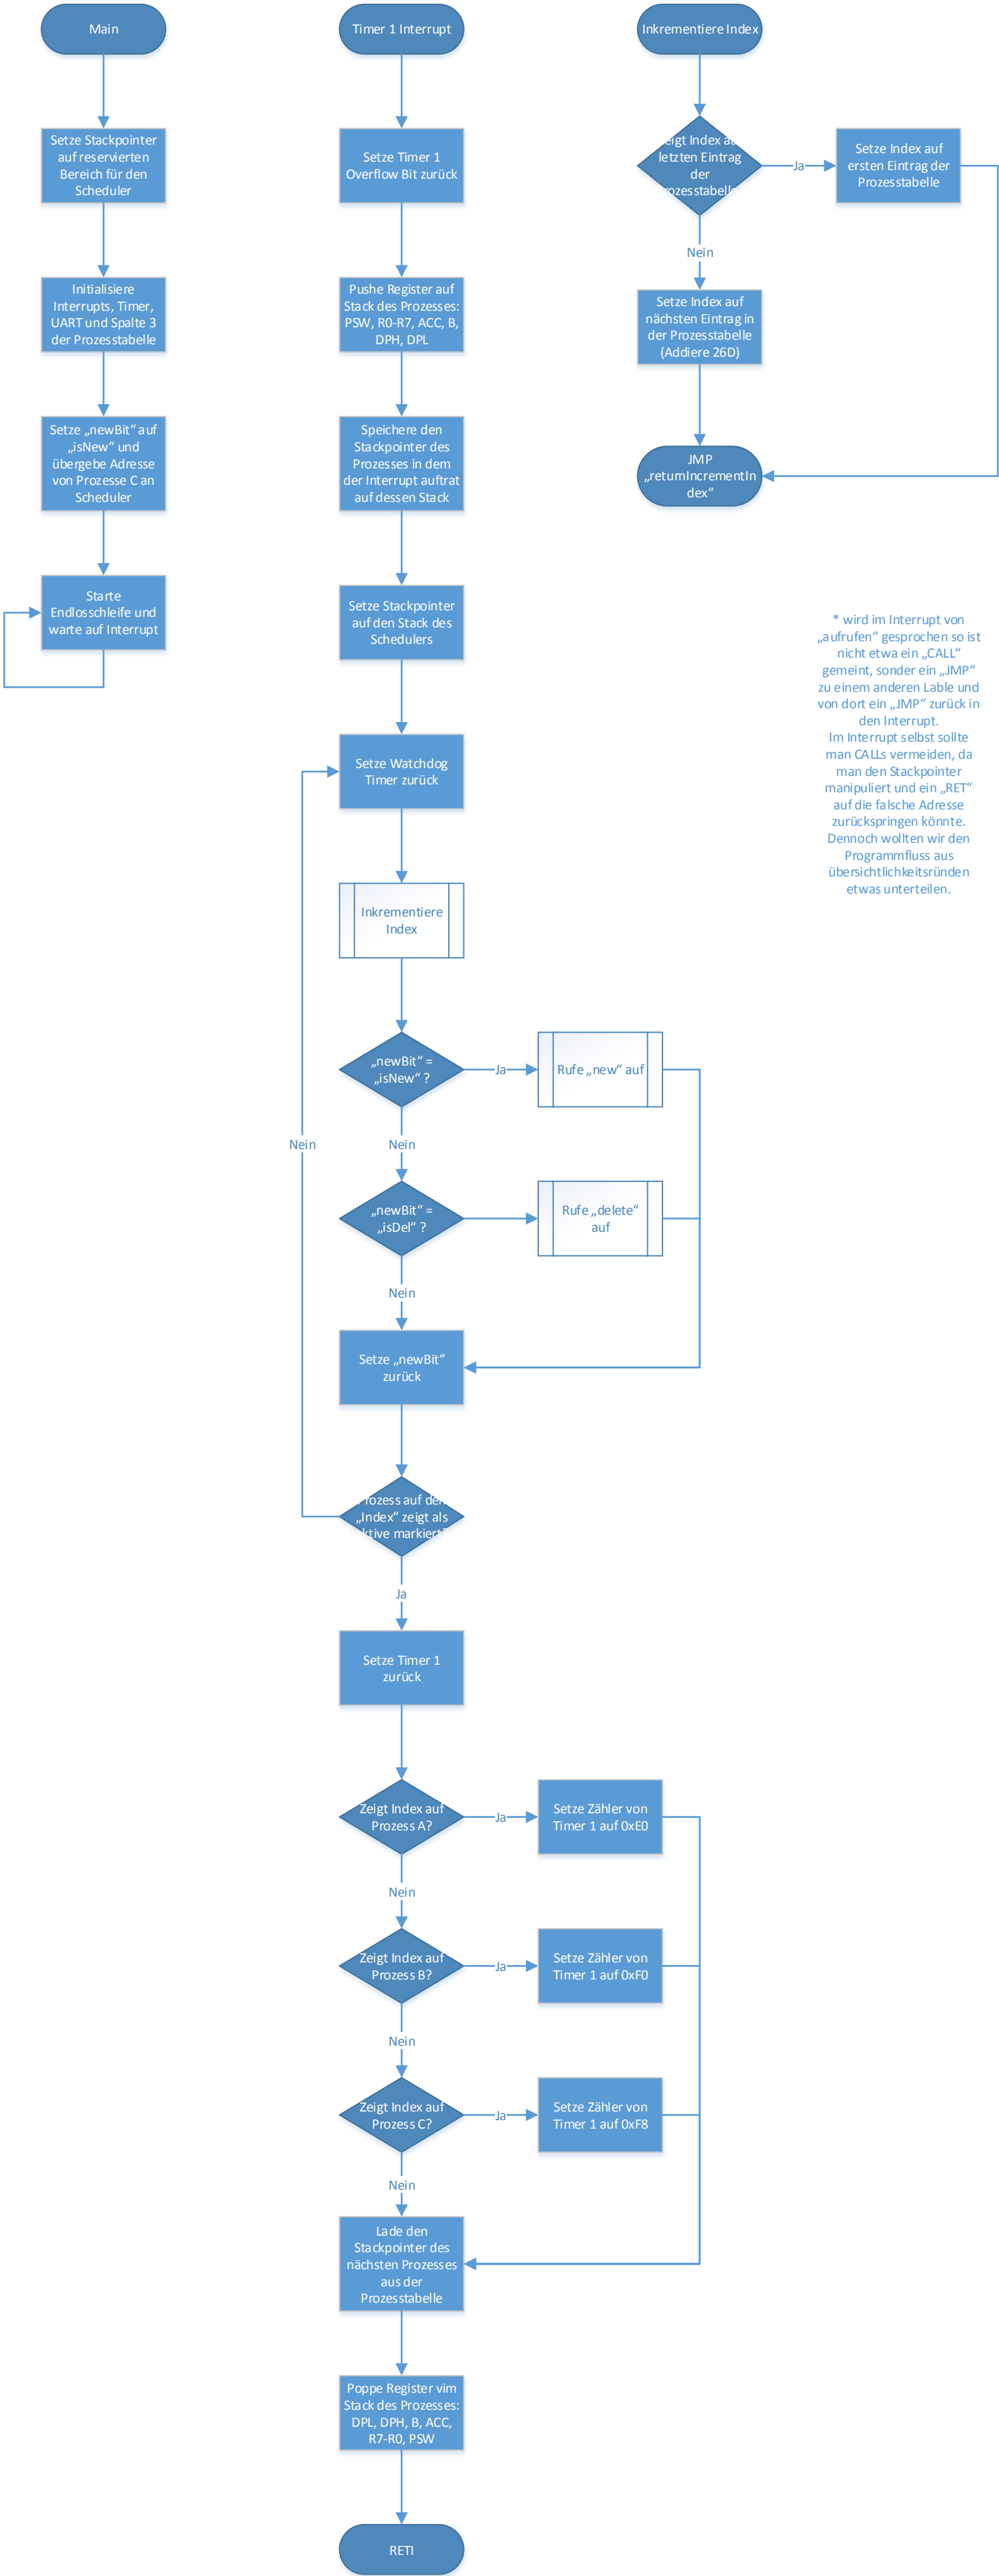 Main
Setze Stackpointer
auf reservierten
Bereich für den
Scheduler
Initialisiere
Interrupts, Timer,
UART und Spalte 3
der Prozesstabelle
Setze „newBit“ auf
„isNew“ und
übergebe Adresse
von Prozesse C an
Scheduler
Starte
Endlosschleife und
warte auf Interrupt
Timer 1 Interrupt
Setze Timer 1
Overflow Bit zurück
Pushe Register auf
Stack des Prozesses:
PSW, R0-R7, ACC, B,
DPH, DPL
Speichere den
Stackpointer des
Prozesses in dem
der Interrupt auftrat
auf dessen Stack
Setze Stackpointer
auf den Stack des
Schedulers
Setze Watchdog
Timer zurück
Inkrementiere
Index
„newBit“ =
„isNew“ ?
Ja
Rufe „new“ auf
Nein
Nein
„newBit“ =
„isDel“ ?
Rufe „delete“
auf
Nein
Setze „newBit“
zurück
auf
„Index“ zeigt als
Ja
Setze Timer 1
zurück
Zeigt Index auf
Prozess A?
Ja
Setze Zähler von
Timer 1 auf 0xE0
Nein
Zeigt Index auf
Prozess B?
Ja
Setze Zähler von
Timer 1 auf 0xF0
Nein
Zeigt Index auf
Prozess C?
Ja
Setze Zähler von
Timer 1 auf 0xF8
Nein
Lade den
Stackpointer des
nächsten Prozesses
aus der
Prozesstabelle
Poppe Register vim
Stack des Prozesses:
DPL, DPH, B, ACC,
R7-R0, PSW
RETI
Inkrementiere Index
Index
letzten Eintrag
der
Ja
Setze Index auf
ersten Eintrag der
Prozesstabelle
Nein
Setze Index auf
nächsten Eintrag in
der Prozesstabelle
(Addiere 26D)
JMP
„returnIncrementIn
dex“
* wird im Interrupt von
„aufrufen“ gesprochen so ist
nicht etwa ein „CALL“
gemeint, sonder ein „JMP“
zu einem anderen Lable und
von dort ein „JMP“ zurück in
den Interrupt.
Im Interrupt selbst sollte
man CALLs vermeiden, da
man den Stackpointer
manipuliert und ein „RET“
auf die falsche Adresse
zurückspringen könnte.
Dennoch wollten wir den
Programmfluss aus
übersichtlichkeitsründen
etwas unterteilen.